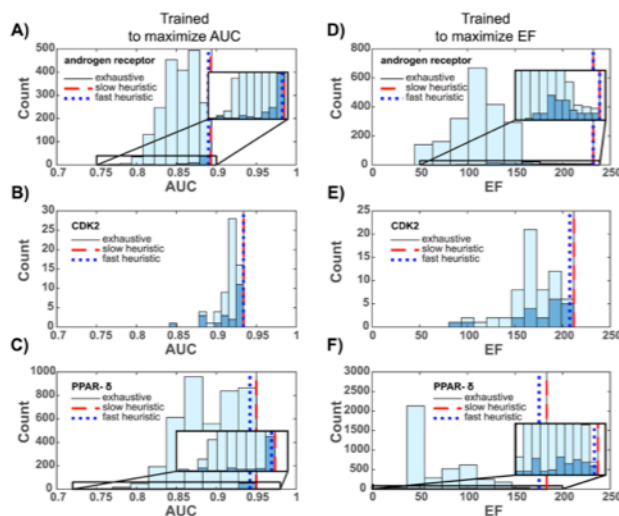 Trained
to maximize AUC
Trained
to maximize EF
A)
androgen receptor
exhaustive
slow heuristic
fast heuristic
Count
500
400
300
200
100
0
0.7 0.75 0.8 0.85 0.9 0.95 1
AUC
D)
androgen receptor
exhaustive
slow heuristic
fast heuristic
Count
800
600
400
200
0
0 50 100 150 200 250
EF
B)
CDK2
exhaustive
slow heuristic
fast heuristic
Count
30
25
20
15
10
5
0
0.7 0.75 0.8 0.85 0.9 0.95 1
AUC
E)
CDK2
exhaustive
slow heuristic
fast heuristic
Count
25
20
15
10
5
0
0 50 100 150 200 250
EF
C)
PPAR- δ
exhaustive
slow heuristic
fast heuristic
Count
1000
800
600
400
200
0
0.7 0.75 0.8 0.85 0.9 0.95 1
AUC
F)
PPAR- δ
exhaustive
slow heuristic
fast heuristic
Count
3000
2500
2000
1500
1000
500
0
0 50 100 150 200 250
EF